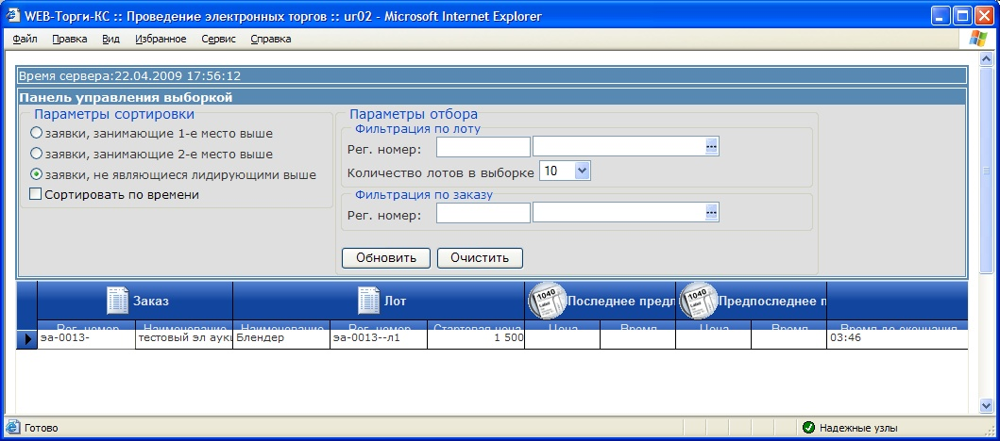 WEB-Торги-КС :: Проведение электронных торгов :: ur02 - Microsoft Internet Explorer
Файл Правка Вид Избранное Сервис Справка
Время сервера:22.04.2009 17:56:12
Панель управления выборкой
Параметры сортировки
заявки, занимающие 1-е место выше
заявки, занимающие 2-е место выше
заявки, не являющиеся лидирующими выше
Сортировать по времени
Параметры отбора
Фильтрация по лоту
Рег. номер: ...
Количество лотов в выборке 10
Фильтрация по заказу
Рег. номер: ...
Обновить Очистить
Заказ Лот Последнее предл Предпоследнее п
Рег. номер Наименование Наименование Рег. номер Стартовая цена Цена Время Цена Время Время до окончания
эа-0013- тестовый эл аукц Блендер эа-0013--л1 1 500 03:46
Готово Надежные узлы